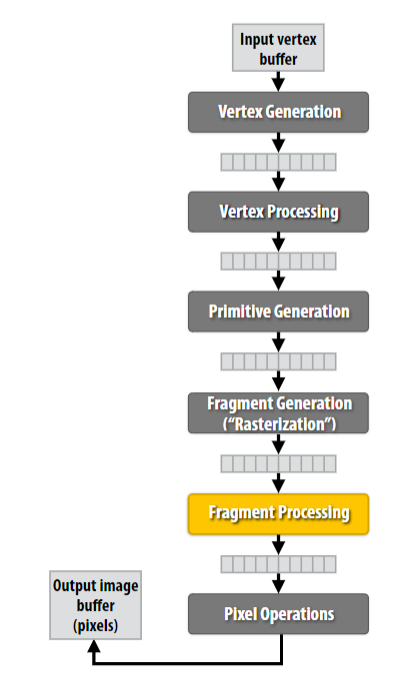 Input vertex
buffer
Vertex Generation
Vertex Processing
Primitive Generation
Fragment Generation
(“Rasterization”)
Fragment Processing
Pixel Operations
Output image
buffer
(pixels)